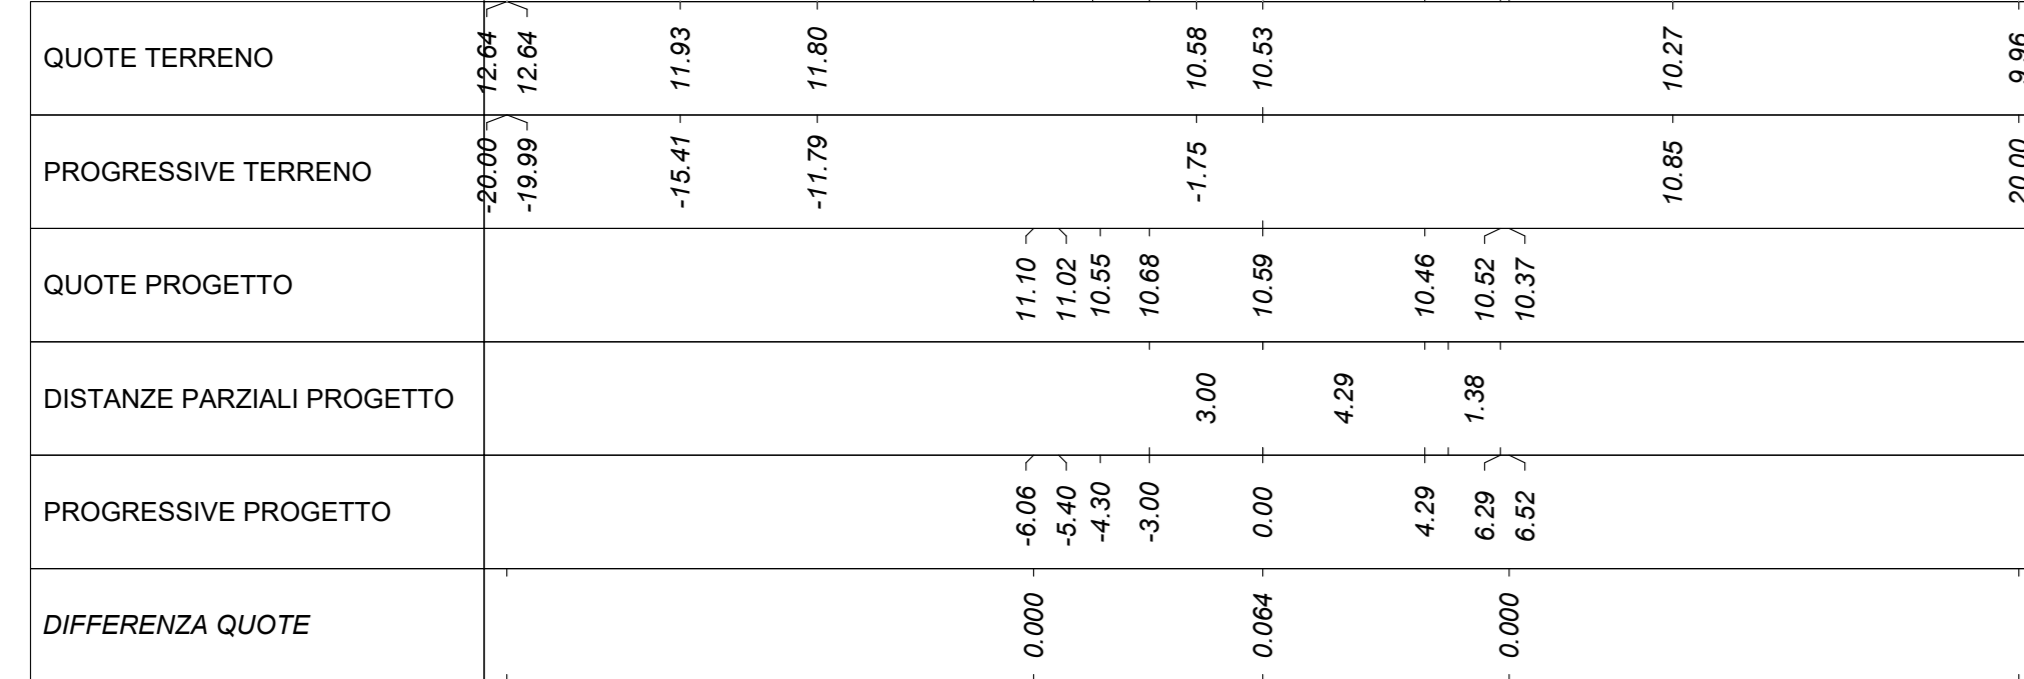 QUOTE TERRENO 12.64 12.64 11.93 11.80 10.58 10.53 10.27 9.96
PROGRESSIVE TERRENO -20.00 -19.99 -15.41 -11.79 -1.75 10.85 20.00
QUOTE PROGETTO 11.10 11.02 10.55 10.68 10.59 10.46 10.52 10.37
DISTANZE PARZIALI PROGETTO 3.00 4.29 1.38
PROGRESSIVE PROGETTO -6.06 -5.40 -4.30 -3.00 0.00 4.29 6.29 6.52
DIFFERENZA QUOTE 0.000 0.064 0.000